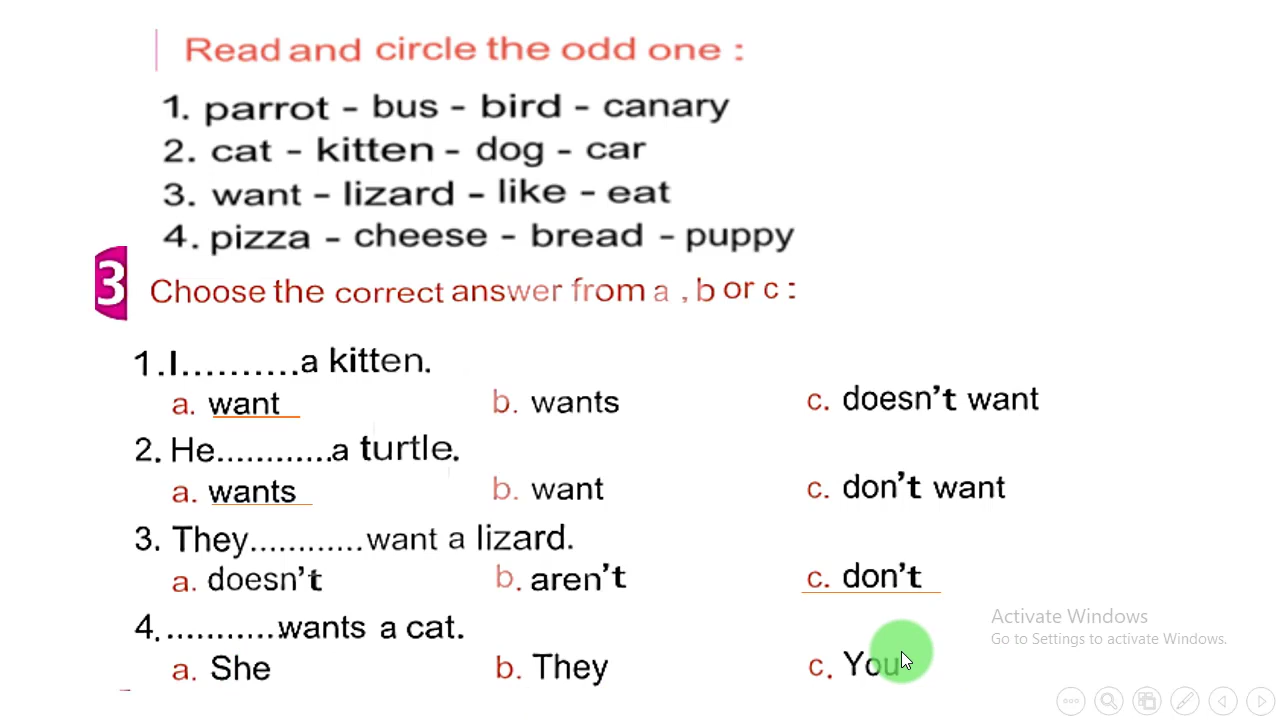 Read and circle the odd one :
1. parrot - bus - bird - canary
2. cat - kitten - dog - car
3. want - lizard - like - eat
4. pizza - cheese - bread - puppy
3 Choose the correct answer from a , b or c :
1.I..........a kitten.
a. want b. wants c. doesn't want
2. He............a turtle.
a. wants b. want c. don't want
3. They............want a lizard.
a. doesn't b. aren't c. don't
4. ............wants a cat.
a. She b. They c. You
Activate Windows
Go to Settings to activate Windows.